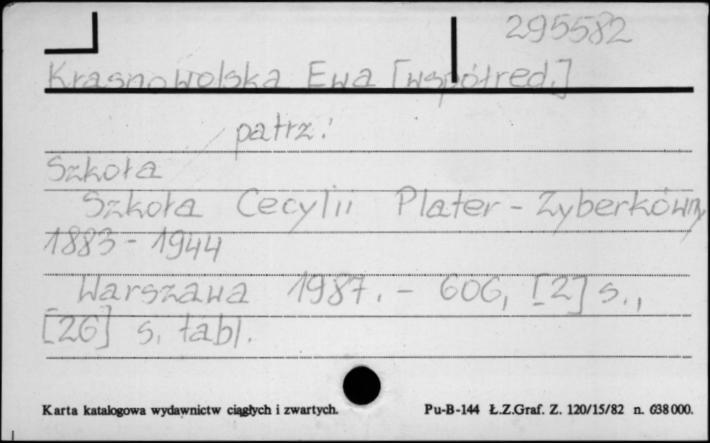 295582
Krasnowolska Ewa [współred.]
patrz:
Szkoła
Szkoła Cecylii Plater-Zyberkówny
1883-1944
Warszawa 1987. - 606, [2] s.,
[26] s. tabl.
Karta katalogowa wydawnictw ciągłych i zwartych.
Pu-B-144 Ł.Z.Graf. Z. 120/15/82 n. 638000.